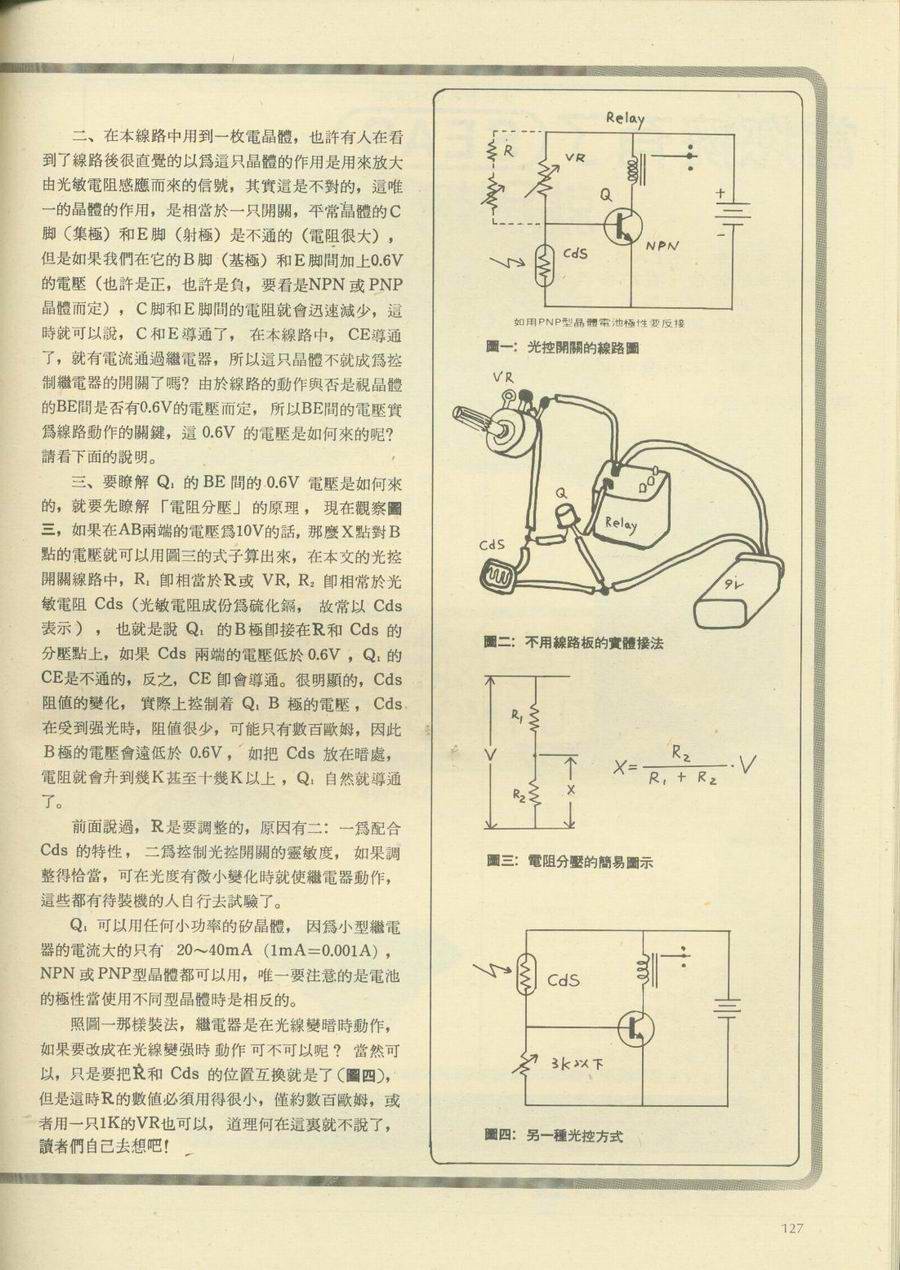 二、在本線路中用到一枚電晶體，也許有人在看
到了線路後很直覺的以爲這只晶體的作用是用來放大
由光敏電阻感應而來的信號，其實這是不對的，這唯
一的晶體的作用，是相當於一只開關，平常晶體的C
脚（集極）和E脚（射極）是不通的（電阻很大），
但是如果我們在它的B脚（基極）和E脚間加上0.6V
的電壓（也許是正，也許是負，要看是NPN 或 PNP
晶體而定），C脚和E脚間的電阻就會迅速減少，這
時就可以說，C和E導通了， 在本線路中， CE導通
了，就有電流通過繼電器，所以這只晶體不就成爲控
制繼電器的開關了嗎？由於線路的動作與否是視晶體
的BE間是否有0.6V的電壓而定， 所以BE間的電壓實
爲線路動作的關鍵，這 0.6V 的電壓是如何來的呢？
請看下面的說明。
三、要瞭解 Q₁ 的 BE 間的 0.6V 電壓是如何來
的，就要先瞭解「電阻分壓」的原理， 現在觀察圖
三，如果在AB兩端的電壓爲10V的話，那麼X點對B
點的電壓就可以用圖三的式子算出來，在本文的光控
開關線路中，R₁ 卽相當於R或 VR, R₂ 卽相當於光
敏電阻 Cds（光敏電阻成份爲硫化鎘， 故常以 Cds
表示）， 也就是說 Q₁ 的B極卽接在R和 Cds 的
分壓點上，如果 Cds 兩端的電壓低於 0.6V ，Q₁ 的
CE是不通的，反之，CE 卽會導通。很明顯的，Cds
阻值的變化， 實際上控制着 Q₁ B 極的電壓， Cds
在受到强光時，阻值很少，可能只有數百歐姆，因此
B極的電壓會遠低於 0.6V ， 如把 Cds 放在暗處，
電阻就會升到幾K甚至十幾K以上 ，Q₁ 自然就導通
了。
前面說過，R是要調整的，原因有二：一爲配合
Cds 的特性， 二爲控制光控開關的靈敏度， 如果調
整得恰當，可在光度有微小變化時就使繼電器動作，
這些都有待裝機的人自行去試驗了。
Q₁ 可以用任何小功率的矽晶體， 因爲小型繼電
器的電流大的只有 20～40mA（1mA=0.001A），
NPN 或 PNP型晶體都可以用，唯一要注意的是電池
的極性當使用不同型晶體時是相反的。
照圖一那樣裝法，繼電器是在光線變暗時動作，
如果要改成在光線變强時 動作 可不可以呢？ 當然可
以，只是要把R和 Cds 的位置互換就是了（圖四），
但是這時R的數值必須用得很小，僅約數百歐姆，或
者用一只1K的VR也可以， 道理何在這裏就不說了，
讀者們自己去想吧！
Relay
R
VR
Q
+
-
NPN
CdS
如用PNP型晶體電池極性要反接
圖一：光控開關的線路圖
VR
Q
Relay
CdS
9V
圖二：不用線路板的實體接法
R₁
V
R₂
X
X= R₂ / R₁ + R₂ ·V
圖三：電阻分壓的簡易圖示
CdS
3K以下
圖四：另一種光控方式
127